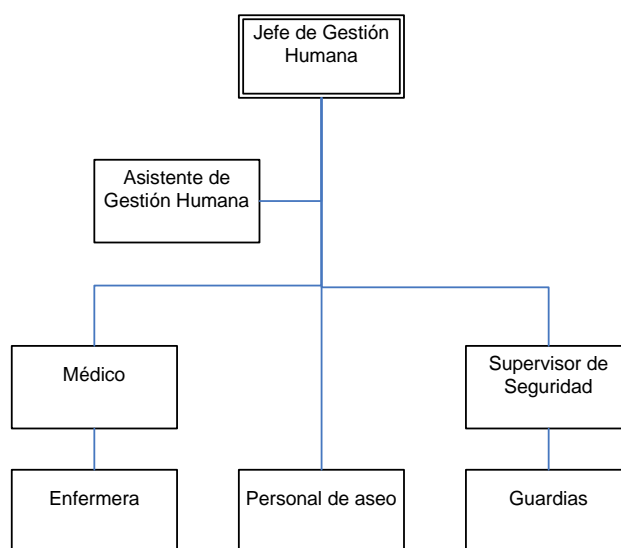 Jefe de Gestión
Humana
Asistente de
Gestión Humana
Médico
Supervisor de
Seguridad
Enfermera
Personal de aseo
Guardias